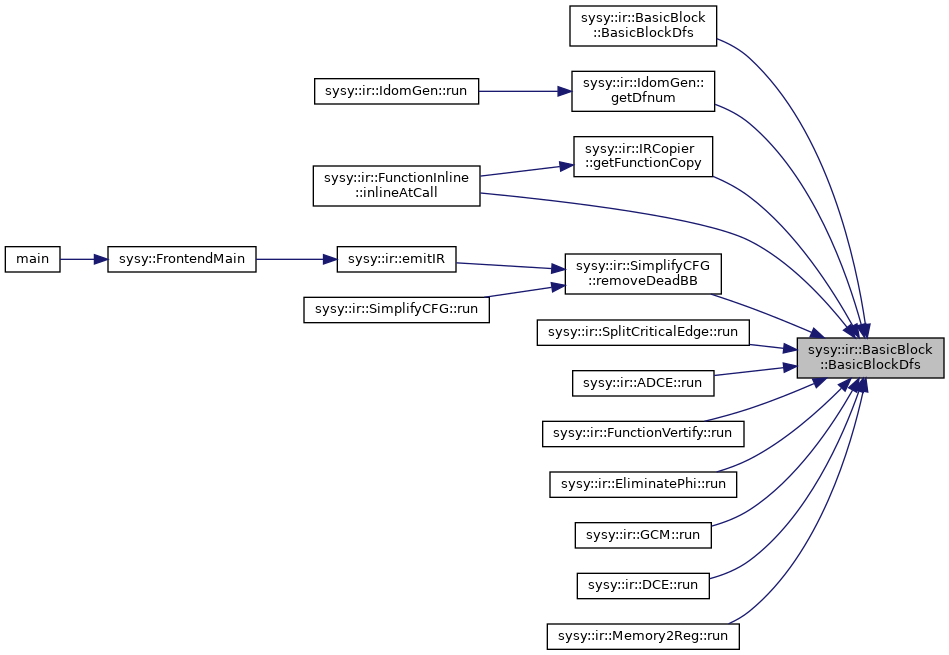 sysy::ir::BasicBlock
::BasicBlockDfs
sysy::ir::IdomGen::
getDfnum
sysy::ir::IdomGen::run
sysy::ir::IRCopier
::getFunctionCopy
sysy::ir::FunctionInline
::inlineAtCall
main
sysy::FrontendMain
sysy::ir::emitIR
sysy::ir::SimplifyCFG
::removeDeadBB
sysy::ir::SimplifyCFG::run
sysy::ir::SplitCriticalEdge::run
sysy::ir::BasicBlock
::BasicBlockDfs
sysy::ir::ADCE::run
sysy::ir::FunctionVertify::run
sysy::ir::EliminatePhi::run
sysy::ir::GCM::run
sysy::ir::DCE::run
sysy::ir::Memory2Reg::run